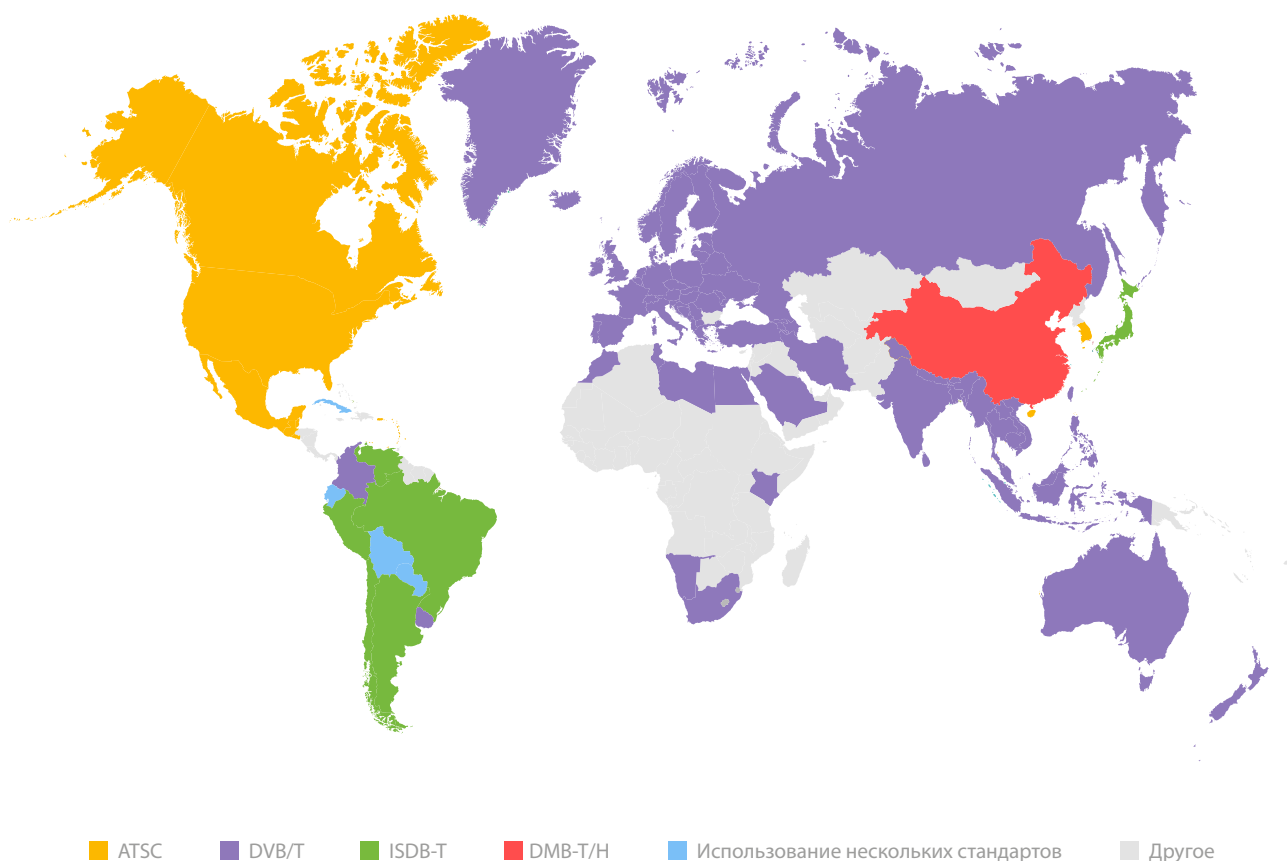 ATSC DVB/T ISDB-T DMB-T/H Использование нескольких стандартов Другое